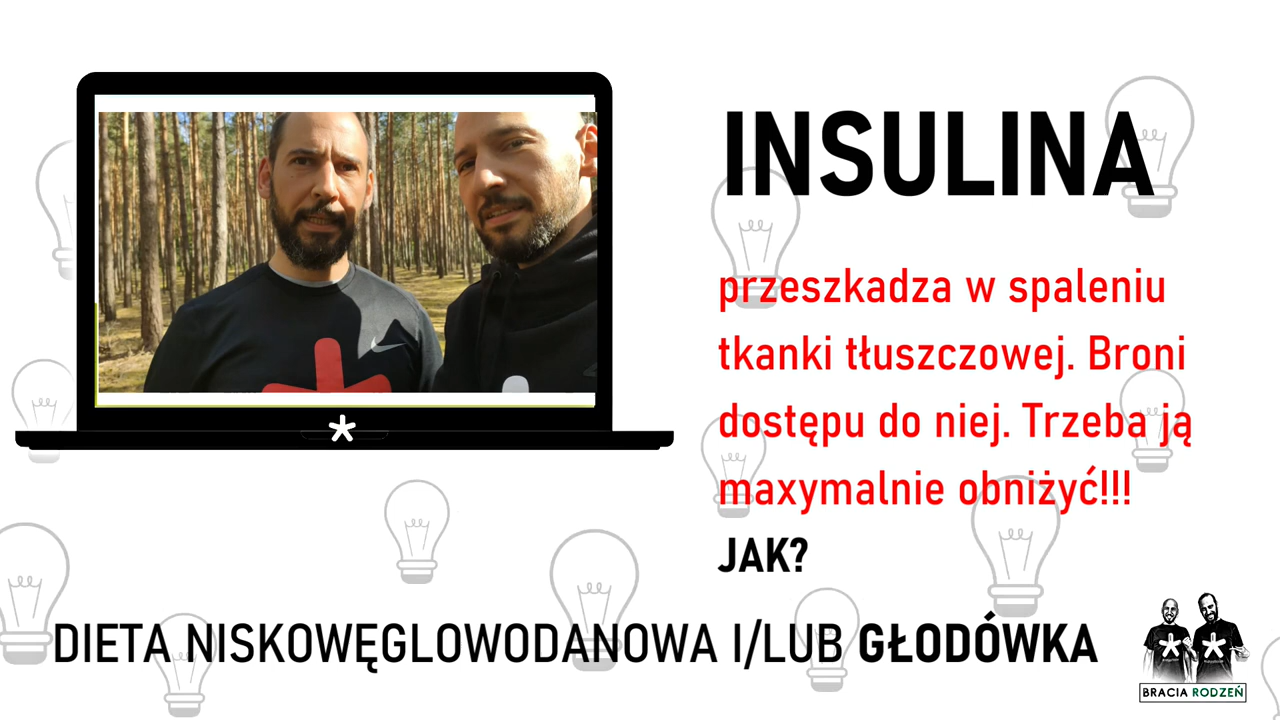 INSULINA
przeszkadza w spaleniu
tkanki tłuszczowej. Broni
dostępu do niej. Trzeba ją
maxymalnie obniżyć!!!
JAK?
DIETA NISKOWĘGLOWODANOWA I/LUB GŁODÓWKA
BRACIA RODZEŃ